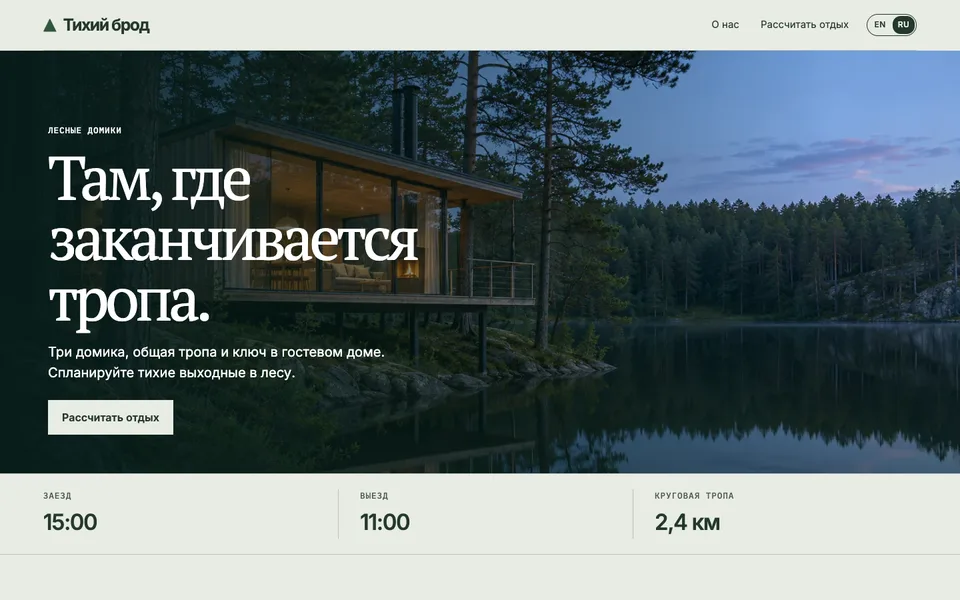 Тихий брод
О нас
Рассчитать отдых
EN
RU
ЛЕСНЫЕ ДОМИКИ
Там, где
заканчивается
тропа.
Три домика, общая тропа и ключ в гостевом доме.
Спланируйте тихие выходные в лесу.
Рассчитать отдых
ЗАЕЗД
15:00
ВЫЕЗД
11:00
КРУГОВАЯ ТРОПА
2,4 км